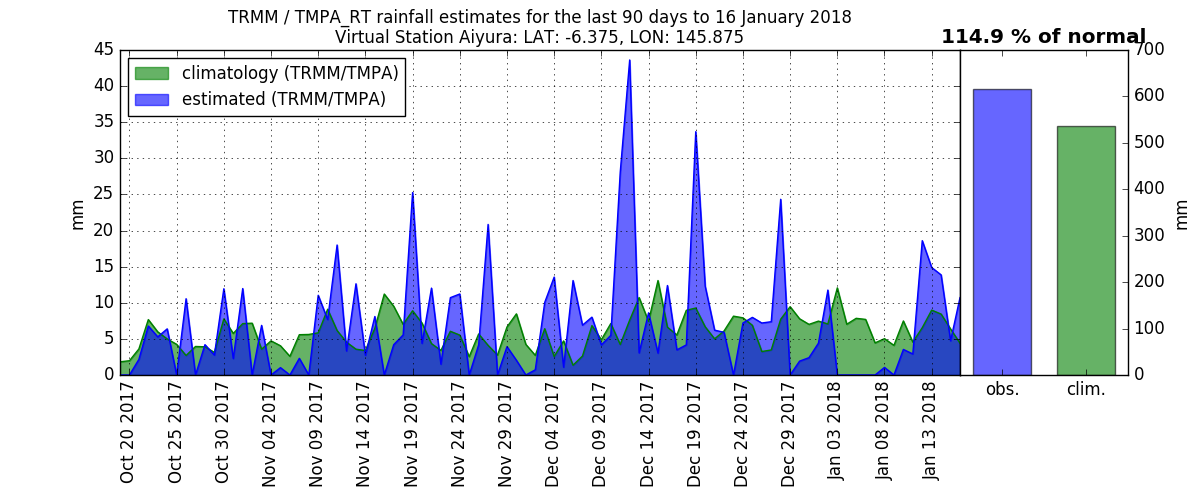 TRMM / TMPA_RT rainfall estimates for the last 90 days to 16 January 2018
Virtual Station Aiyura: LAT: -6.375, LON: 145.875
114.9 % of normal
climatology (TRMM/TMPA)
estimated (TRMM/TMPA)
mm
45
40
35
30
25
20
15
10
5
0
Oct 20 2017
Oct 25 2017
Oct 30 2017
Nov 04 2017
Nov 09 2017
Nov 14 2017
Nov 19 2017
Nov 24 2017
Nov 29 2017
Dec 04 2017
Dec 09 2017
Dec 14 2017
Dec 19 2017
Dec 24 2017
Dec 29 2017
Jan 03 2018
Jan 08 2018
Jan 13 2018
obs.
clim.
700
600
500
400
300
200
100
0
mm